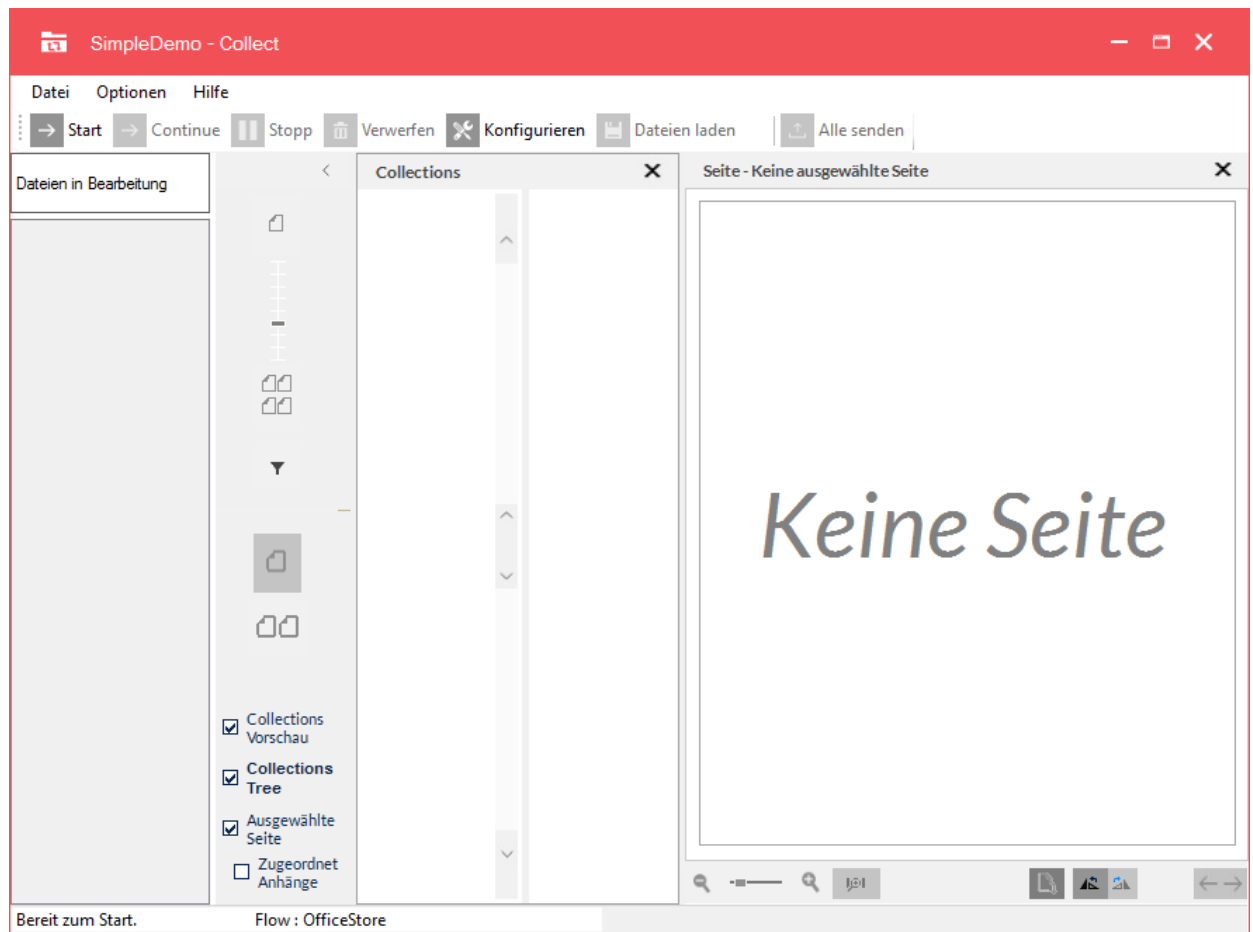 SimpleDemo - Collect
Datei Optionen Hilfe
Start Continue Stopp Verwerfen Konfigurieren Dateien laden Alle senden
Dateien in Bearbeitung
Collections
Seite - Keine ausgewählte Seite
Keine Seite
Collections
Vorschau
Collections
Tree
Ausgewählte
Seite
Zugeordnet
Anhänge
Bereit zum Start. Flow : OfficeStore